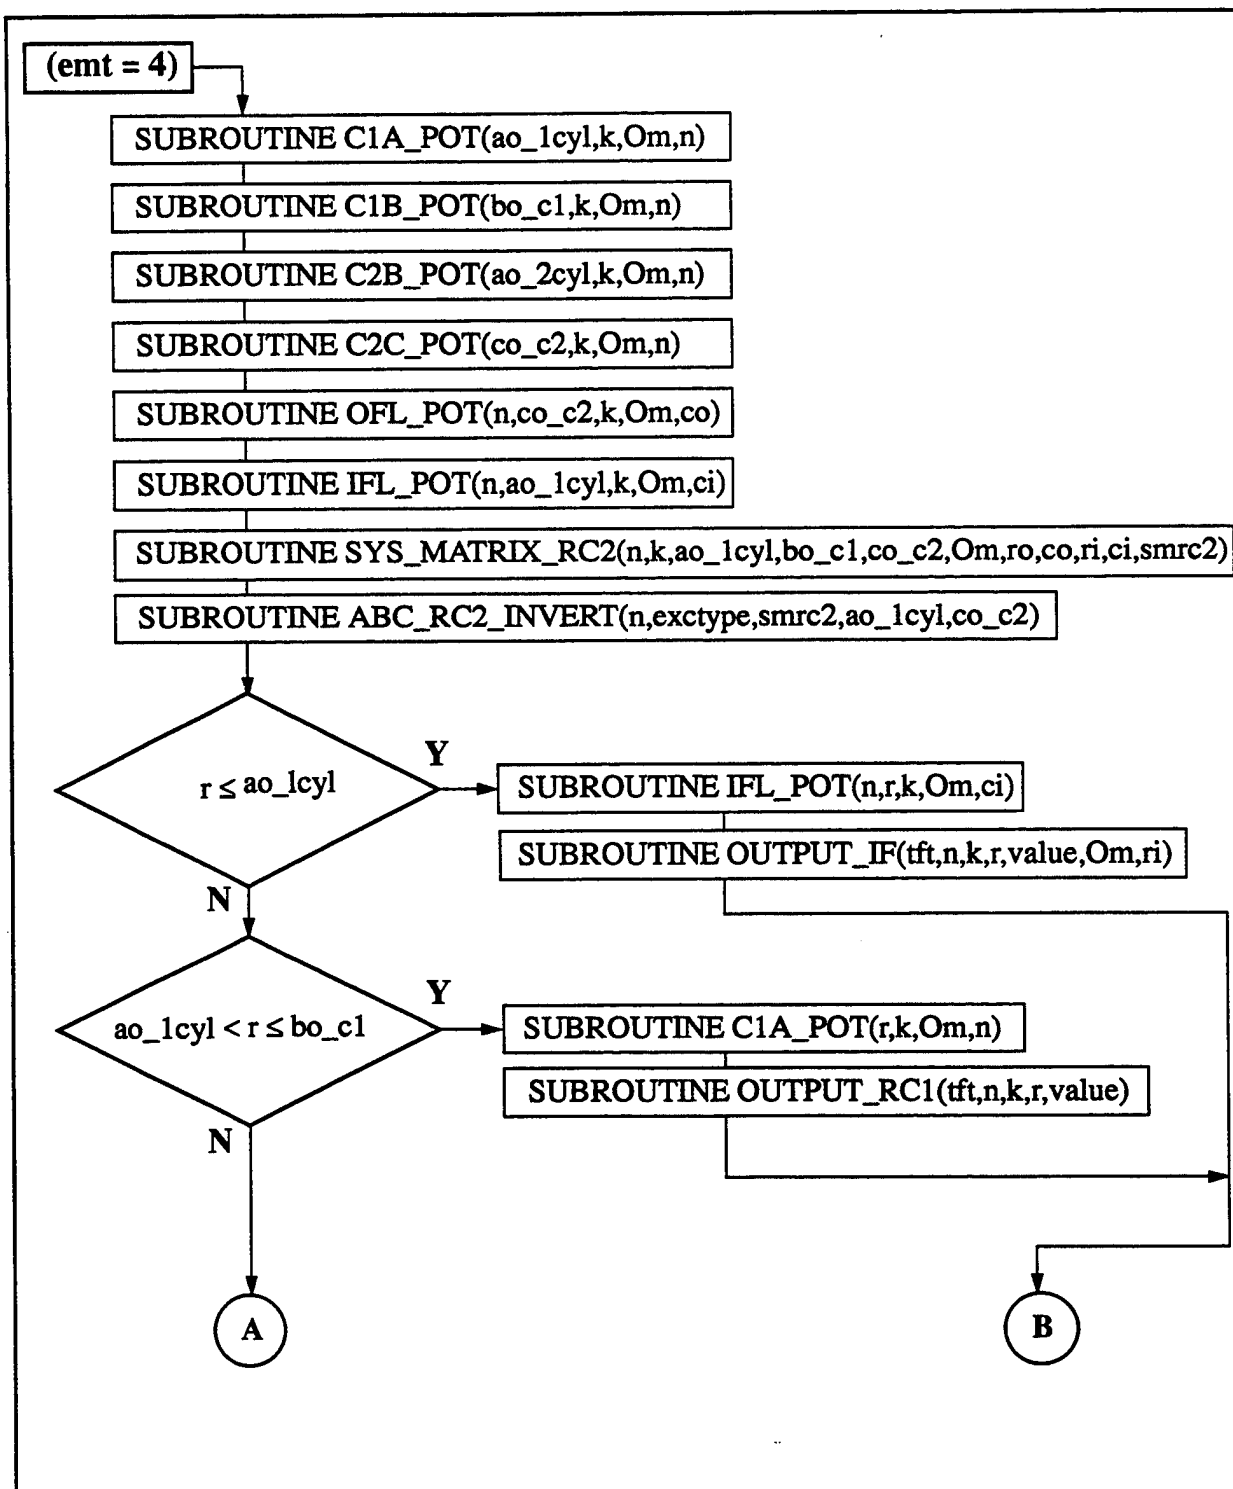 (emt = 4)
SUBROUTINE C1A_POT(ao_1cyl,k,Om,n)
SUBROUTINE C1B_POT(bo_c1,k,Om,n)
SUBROUTINE C2B_POT(ao_2cyl,k,Om,n)
SUBROUTINE C2C_POT(co_c2,k,Om,n)
SUBROUTINE OFL_POT(n,co_c2,k,Om,co)
SUBROUTINE IFL_POT(n,ao_1cyl,k,Om,ci)
SUBROUTINE SYS_MATRIX_RC2(n,k,ao_1cyl,bo_c1,co_c2,Om,ro,co,ri,ci,smrc2)
SUBROUTINE ABC_RC2_INVERT(n,exctype,smrc2,ao_1cyl,co_c2)
r ≤ ao_1cyl
Y
SUBROUTINE IFL_POT(n,r,k,Om,ci)
SUBROUTINE OUTPUT_IF(tft,n,k,r,value,Om,ri)
N
ao_1cyl < r ≤ bo_c1
Y
SUBROUTINE C1A_POT(r,k,Om,n)
SUBROUTINE OUTPUT_RC1(tft,n,k,r,value)
N
A
B